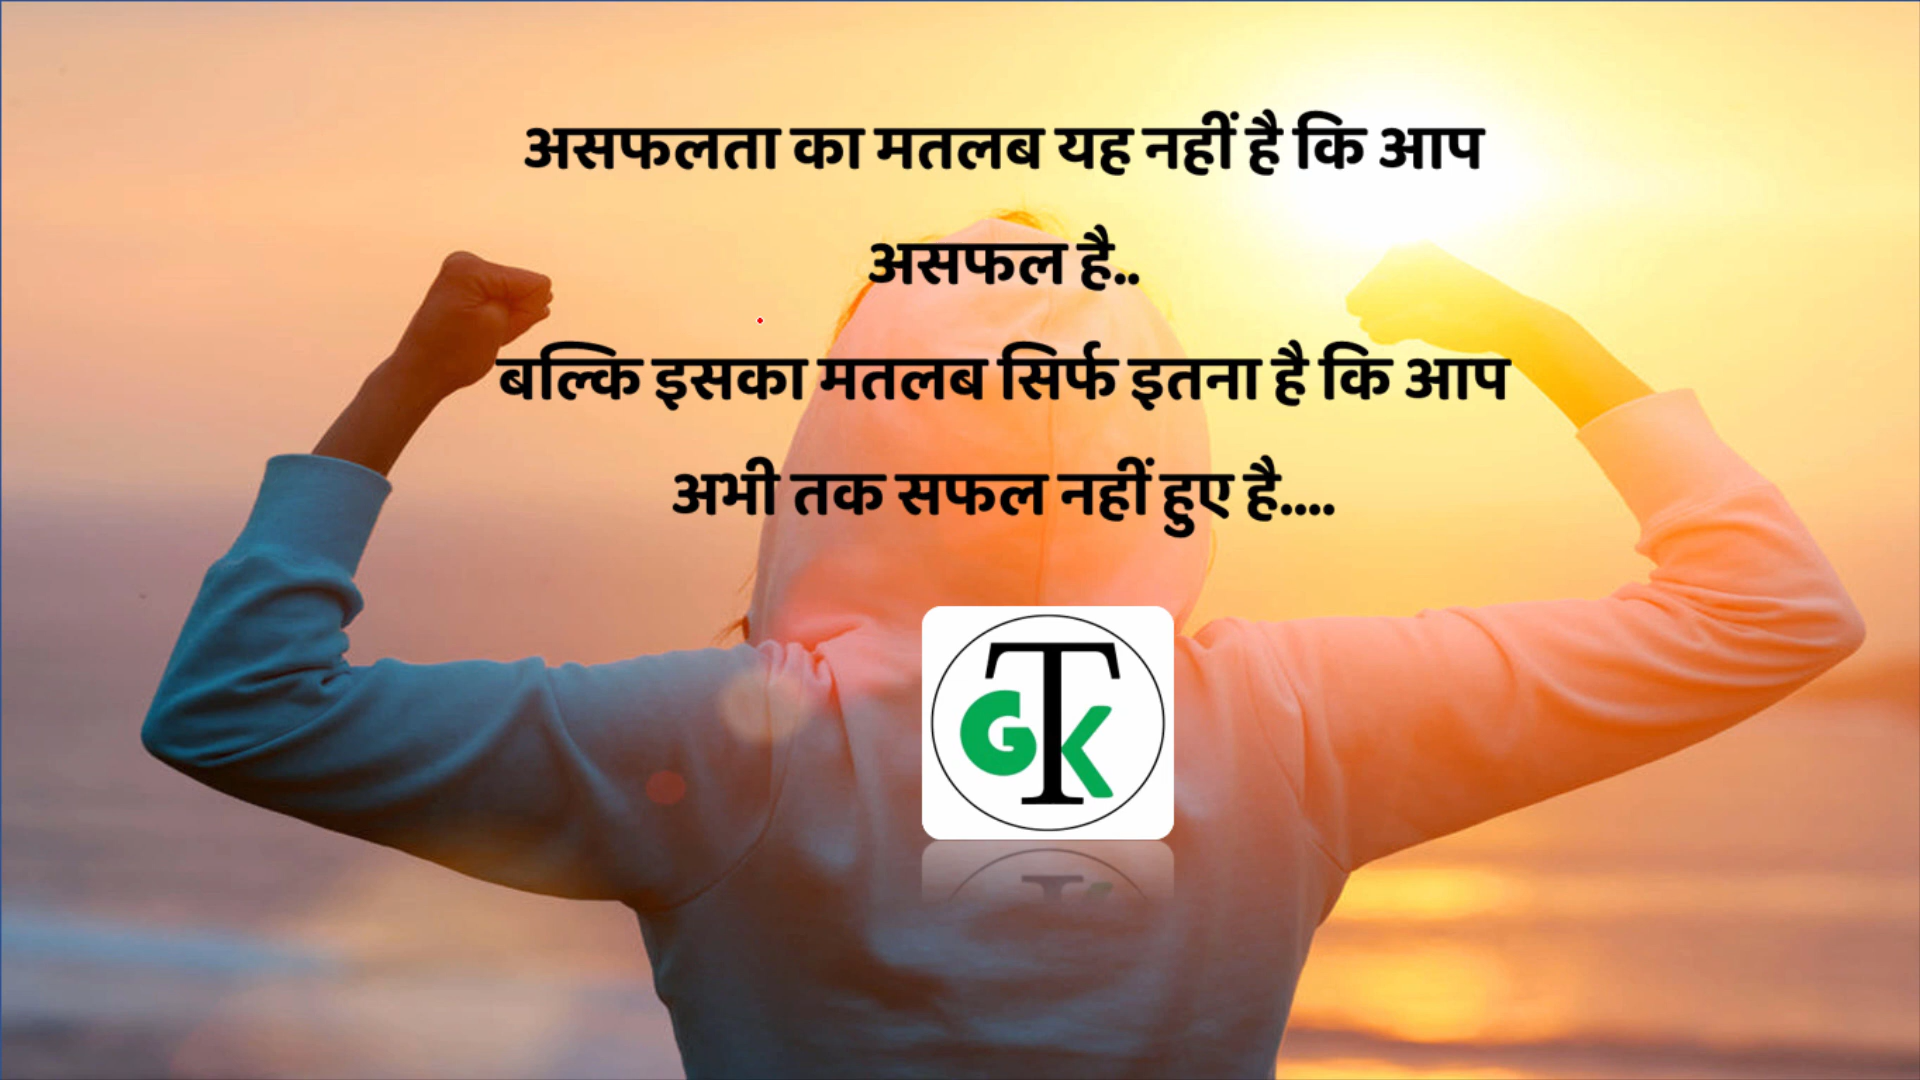 असफलता का मतलब यह नहीं है कि आप
असफल है..
बल्कि इसका मतलब सिर्फ इतना है कि आप
अभी तक सफल नहीं हुए है....
GTK